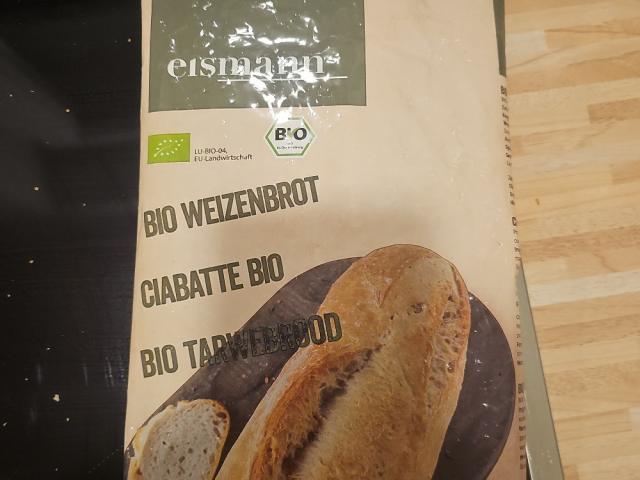 eismann
BIO
LU-BIO-04,
EU-Landwirtschaft
BIO WEIZENBROT
CIABATTE BIO
BIO TARWEBROOD